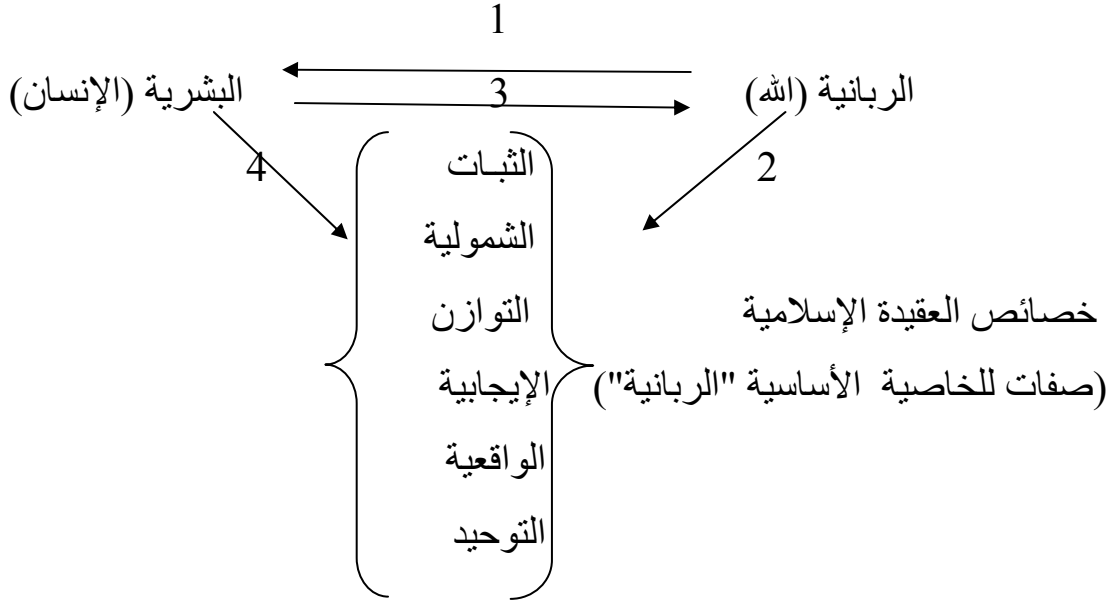 1
الربانية (الله) 3 البشرية (الإنسان)
2 الثبـات 4
الشمولية
خصائص العقيدة الإسلامية التوازن
(صفات للخاصية الأساسية "الربانية") الإيجابية
الواقعية
التوحيد